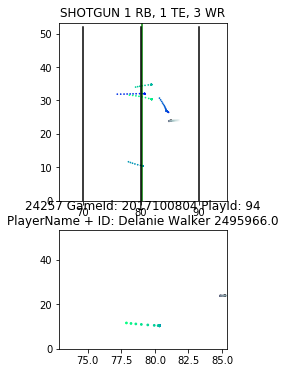 SHOTGUN 1 RB, 1 TE, 3 WR
50
40
30
20
10
0
70 80 90
24257 GameId: 2017100804 PlayId: 94
PlayerName + ID: Delanie Walker 2495966.0
40
20
0
75.0 77.5 80.0 82.5 85.0